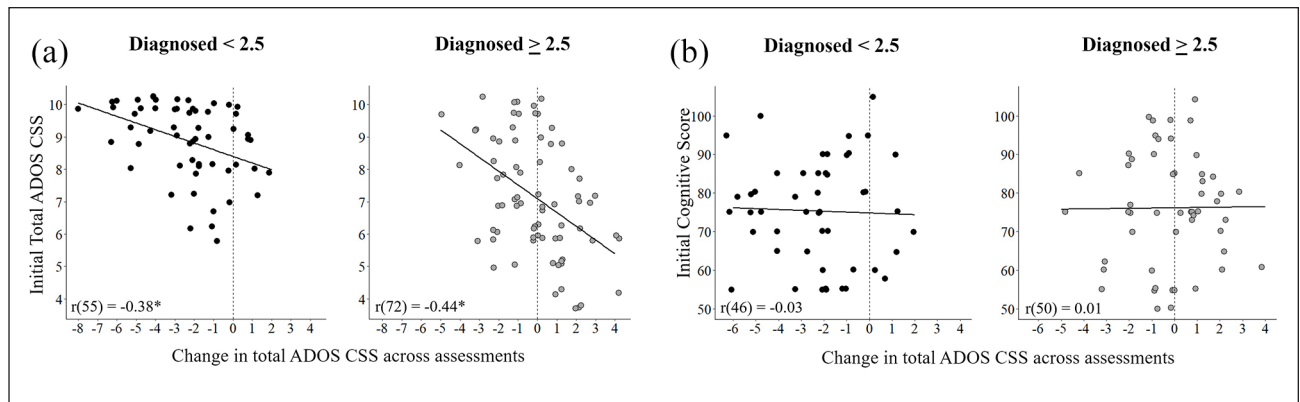 (a)
Diagnosed < 2.5
Diagnosed ≥ 2.5
Initial Total ADOS CSS
10
9
8
7
6
5
4
r(55) = -0.38*
-8 -7 -6 -5 -4 -3 -2 -1 0 1 2 3 4
10
9
8
7
6
5
4
r(72) = -0.44*
-8 -7 -6 -5 -4 -3 -2 -1 0 1 2 3 4
Change in total ADOS CSS across assessments
(b)
Diagnosed < 2.5
Diagnosed ≥ 2.5
Initial Cognitive Score
100
90
80
70
60
50
r(46) = -0.03
-6 -5 -4 -3 -2 -1 0 1 2 3 4
100
90
80
70
60
50
r(50) = 0.01
-6 -5 -4 -3 -2 -1 0 1 2 3 4
Change in total ADOS CSS across assessments